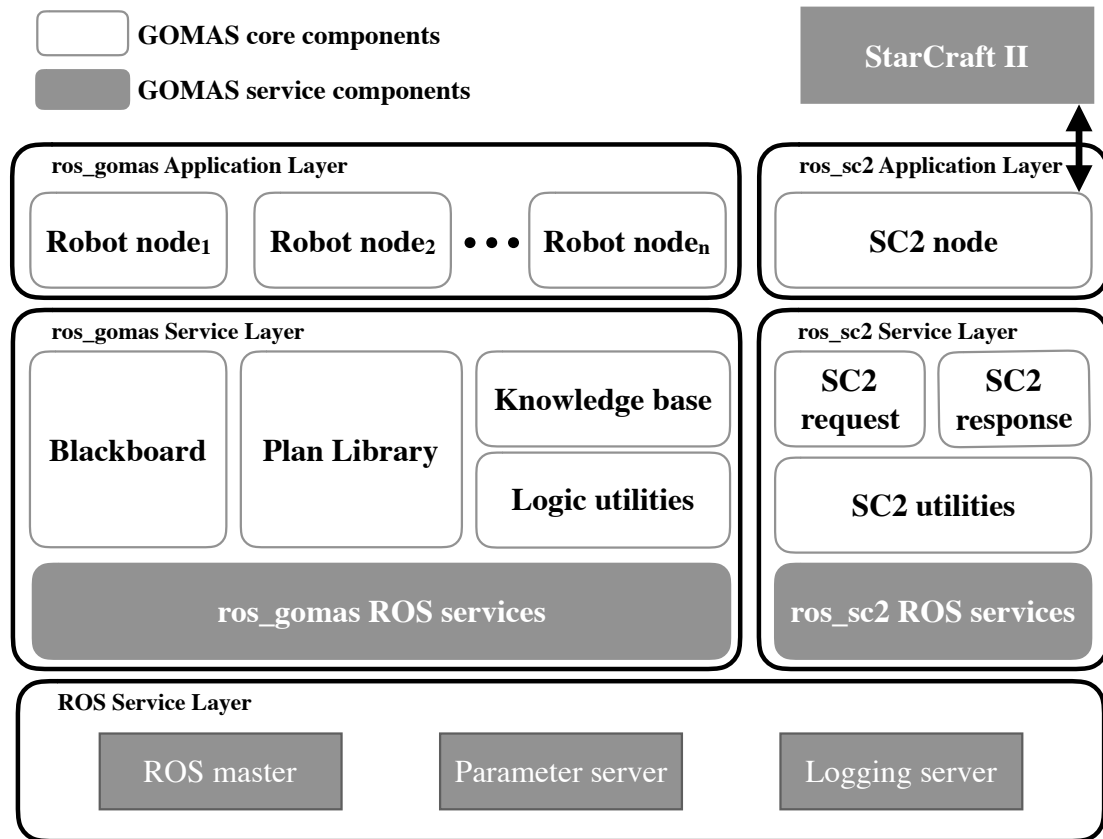 GOMAS core components
GOMAS service components
StarCraft II
ros_gomas Application Layer
Robot node₁
Robot node₂
•••
Robot nodeₙ
ros_sc2 Application Layer
SC2 node
ros_gomas Service Layer
Blackboard
Plan Library
Knowledge base
Logic utilities
ros_gomas ROS services
ros_sc2 Service Layer
SC2
request
SC2
response
SC2 utilities
ros_sc2 ROS services
ROS Service Layer
ROS master
Parameter server
Logging server